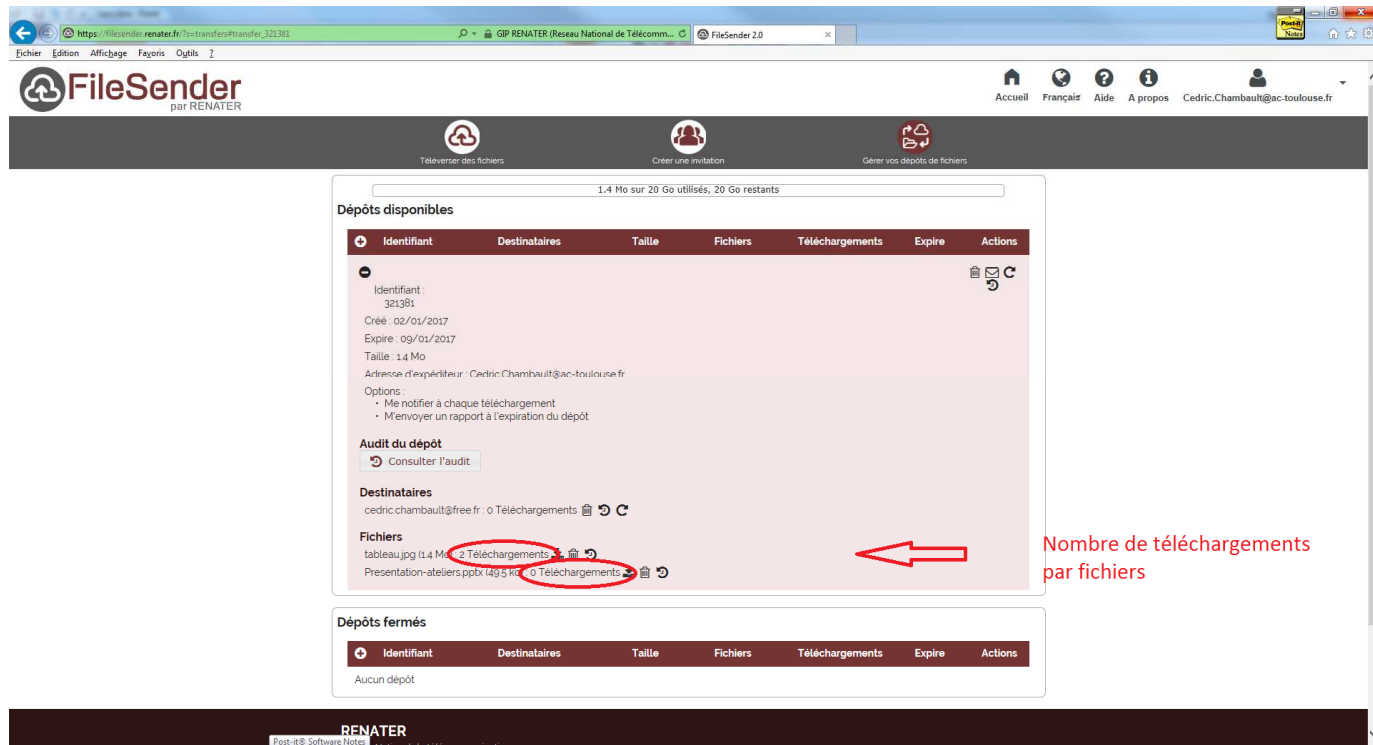 https://filesender.renater.fr/?s=transfers#transfer_321381
GIP RENATER (Reseau National de Télécomm...
FileSender 2.0
Post-it®
Notes
Fichier Edition Affichage Favoris Outils ?
FileSender
par RENATER
Accueil Français Aide A propos Cedric.Chambault@ac-toulouse.fr
Téléverser des fichiers Créer une invitation Gérer vos dépôts de fichiers
1.4 Mo sur 20 Go utilisés, 20 Go restants
Dépôts disponibles
Identifiant Destinataires Taille Fichiers Téléchargements Expire Actions
Identifiant :
321381
Créé : 02/01/2017
Expire : 09/01/2017
Taille : 1.4 Mo
Adresse d'expéditeur : Cedric.Chambault@ac-toulouse.fr
Options :
• Me notifier à chaque téléchargement
• M'envoyer un rapport à l'expiration du dépôt
Audit du dépôt
Consulter l'audit
Destinataires
cedric.chambault@free.fr : 0 Téléchargements
Fichiers
tableau.jpg (1.4 Mo) : 2 Téléchargements
Presentation-ateliers.pptx (49.5 ko) : 0 Téléchargements
Nombre de téléchargements
par fichiers
Dépôts fermés
Identifiant Destinataires Taille Fichiers Téléchargements Expire Actions
Aucun dépôt
RENATER
Post-it® Software Notes